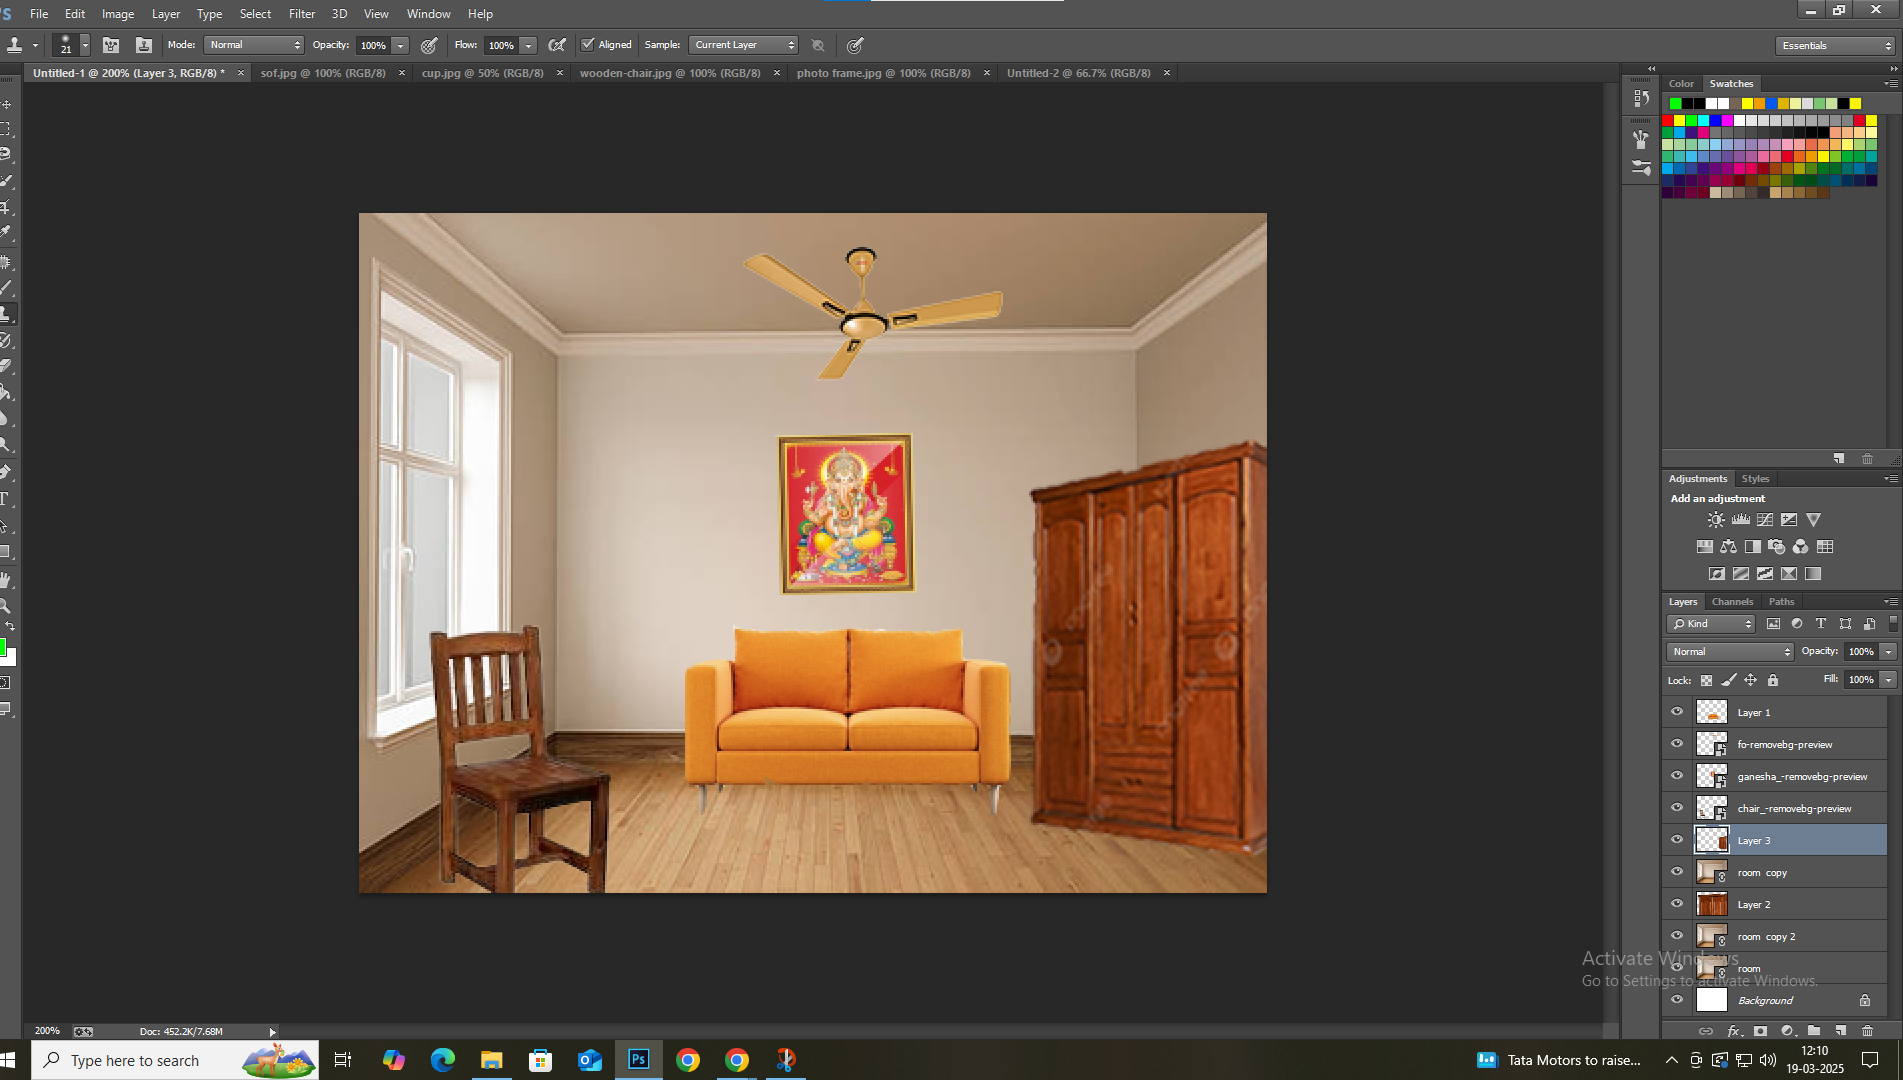 File Edit Image Layer Type Select Filter 3D View Window Help
21 Mode: Normal Opacity: 100% Flow: 100% Aligned Sample: Current Layer Essentials
Untitled-1 @ 200% (Layer 3, RGB/8) * × sof.jpg @ 100% (RGB/8) × cup.jpg @ 50% (RGB/8) × wooden-chair.jpg @ 100% (RGB/8) × photo frame.jpg @ 100% (RGB/8) × Untitled-2 @ 66.7% (RGB/8) ×
Color Swatches
Adjustments Styles
Add an adjustment
Layers Channels Paths
Kind
Normal Opacity: 100%
Lock: Fill: 100%
Layer 1
fo-removebg-preview
ganesha_-removebg-preview
chair_-removebg-preview
Layer 3
room copy
Layer 2
room copy 2
room
Background
Activate Windows
Go to Settings to activate Windows.
200% Doc: 452.2K/7.68M
Type here to search
Ps
Tata Motors to raise...
12:10
19-03-2025